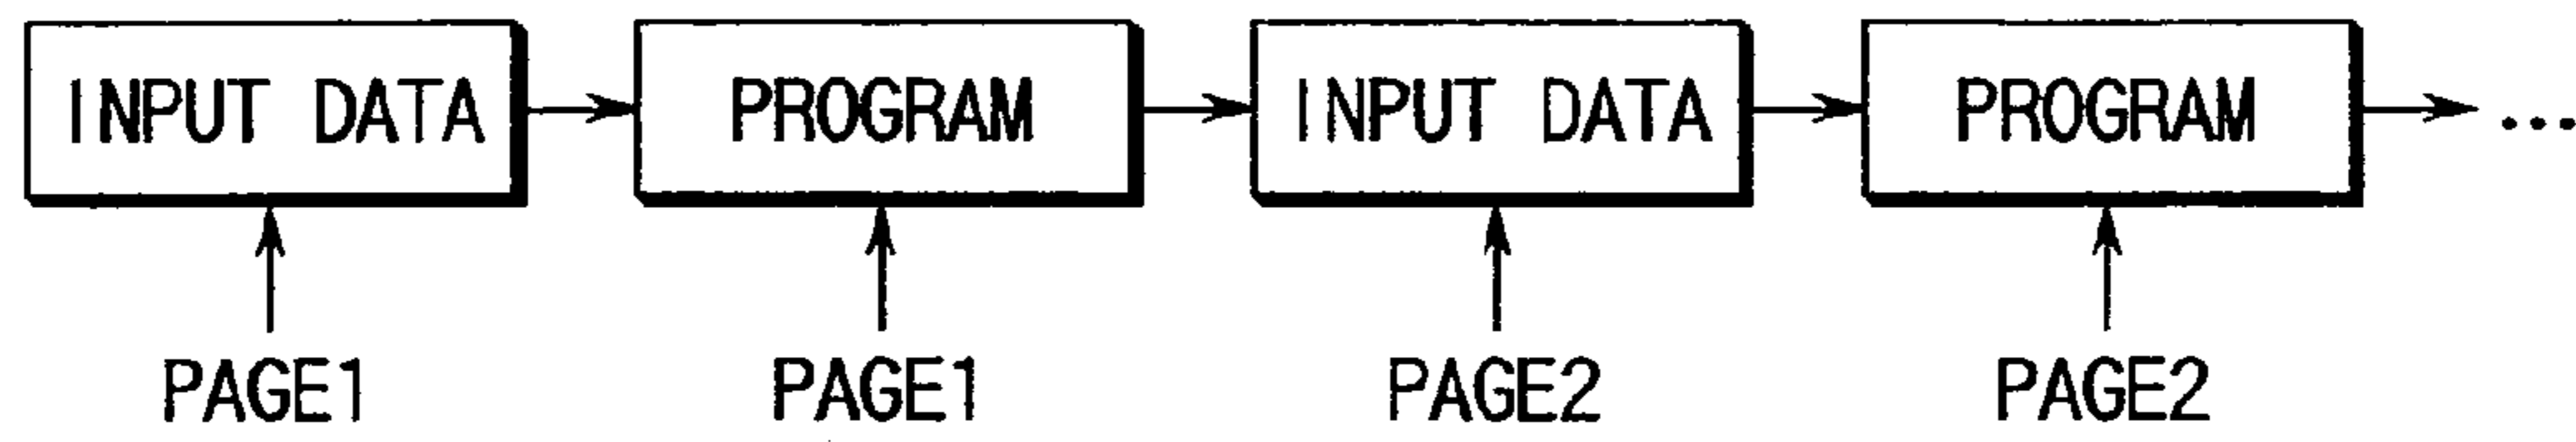 INPUT DATA PROGRAM INPUT DATA PROGRAM ...
PAGE1 PAGE1 PAGE2 PAGE2